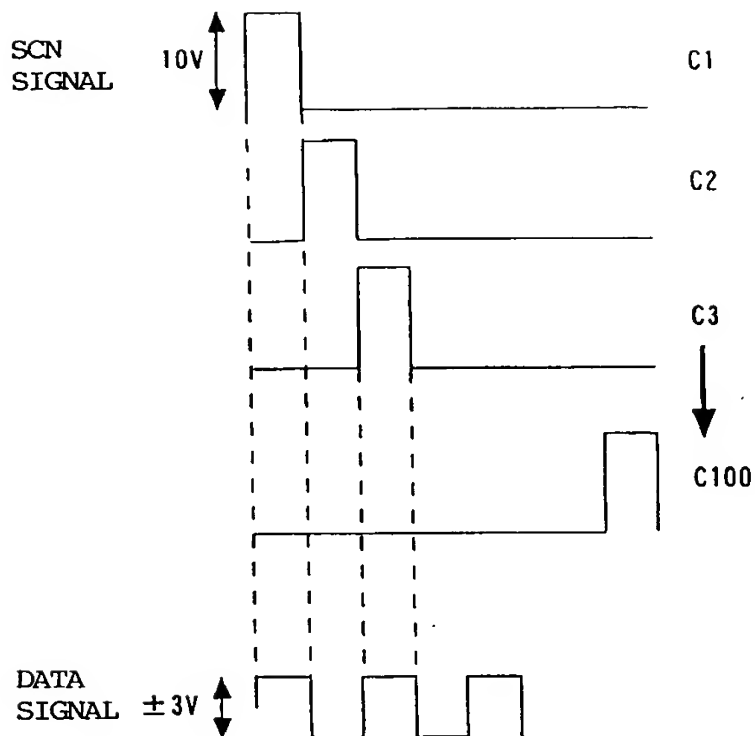 SCN
SIGNAL
10V
C1
C2
C3
C100
DATA
SIGNAL
±3V